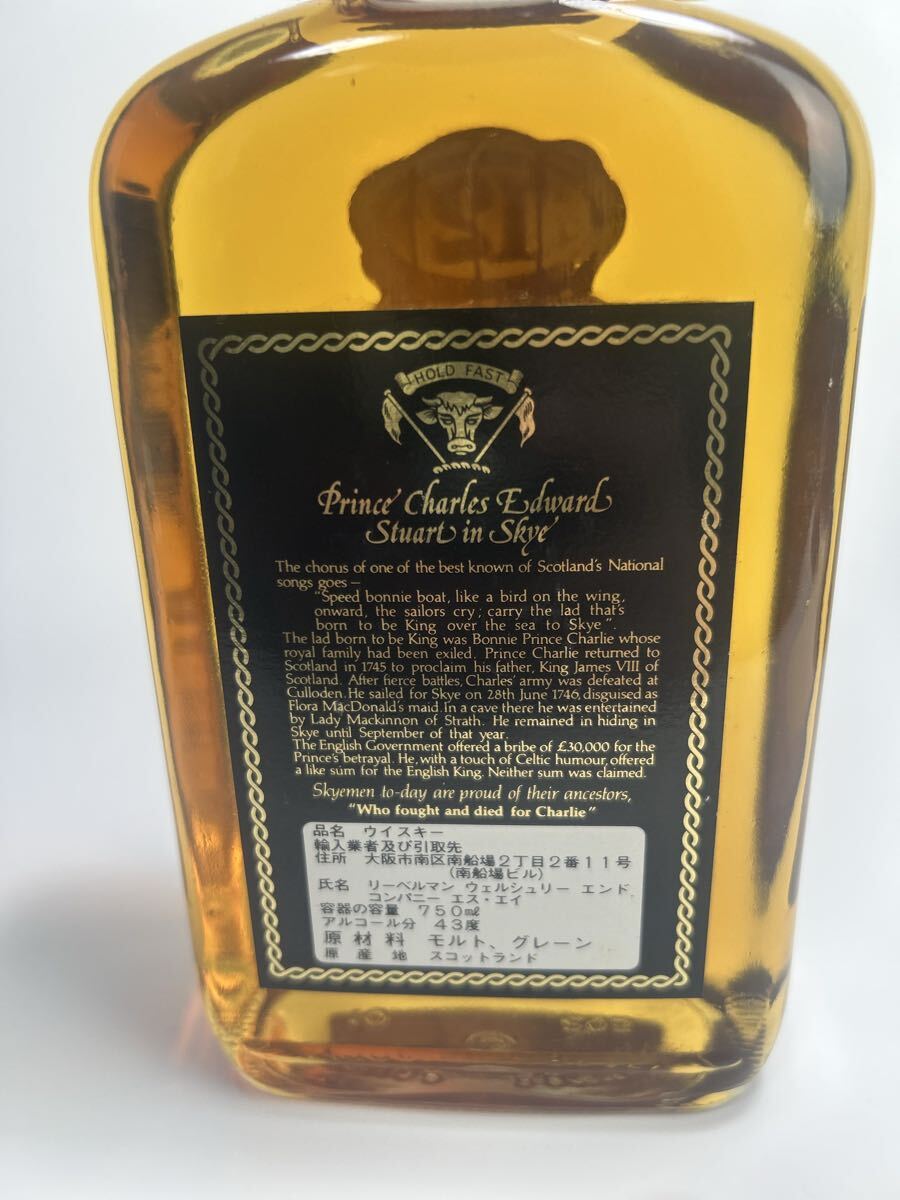 HOLD FAST
Prince Charles Edward
Stuart in Skye
The chorus of one of the best known of Scotland's National
songs goes –
"Speed bonnie boat, like a bird on the wing,
onward, the sailors cry; carry the lad that's
born to be King over the sea to Skye".
The lad born to be King was Bonnie Prince Charlie whose
royal family had been exiled. Prince Charlie returned to
Scotland in 1745 to proclaim his father, King James VIII of
Scotland. After fierce battles, Charles' army was defeated at
Culloden. He sailed for Skye on 28th June 1746, disguised as
Flora MacDonald's maid. In a cave there he was entertained
by Lady Mackinnon of Strath. He remained in hiding in
Skye until September of that year.
The English Government offered a bribe of £30,000 for the
Prince's betrayal. He, with a touch of Celtic humour, offered
a like sum for the English King. Neither sum was claimed.
Skyemen to-day are proud of their ancestors,
"Who fought and died for Charlie"
品名 ウイスキー
輸入業者及び引取先
住所 大阪市南区南船場2丁目2番11号
(南船場ビル)
氏名 リーベルマン ウェルシュリー エンド
コンパニー エス・エイ
容器の容量 750㎖
アルコール分 43度
原材料 モルト、グレーン
原産地 スコットランド